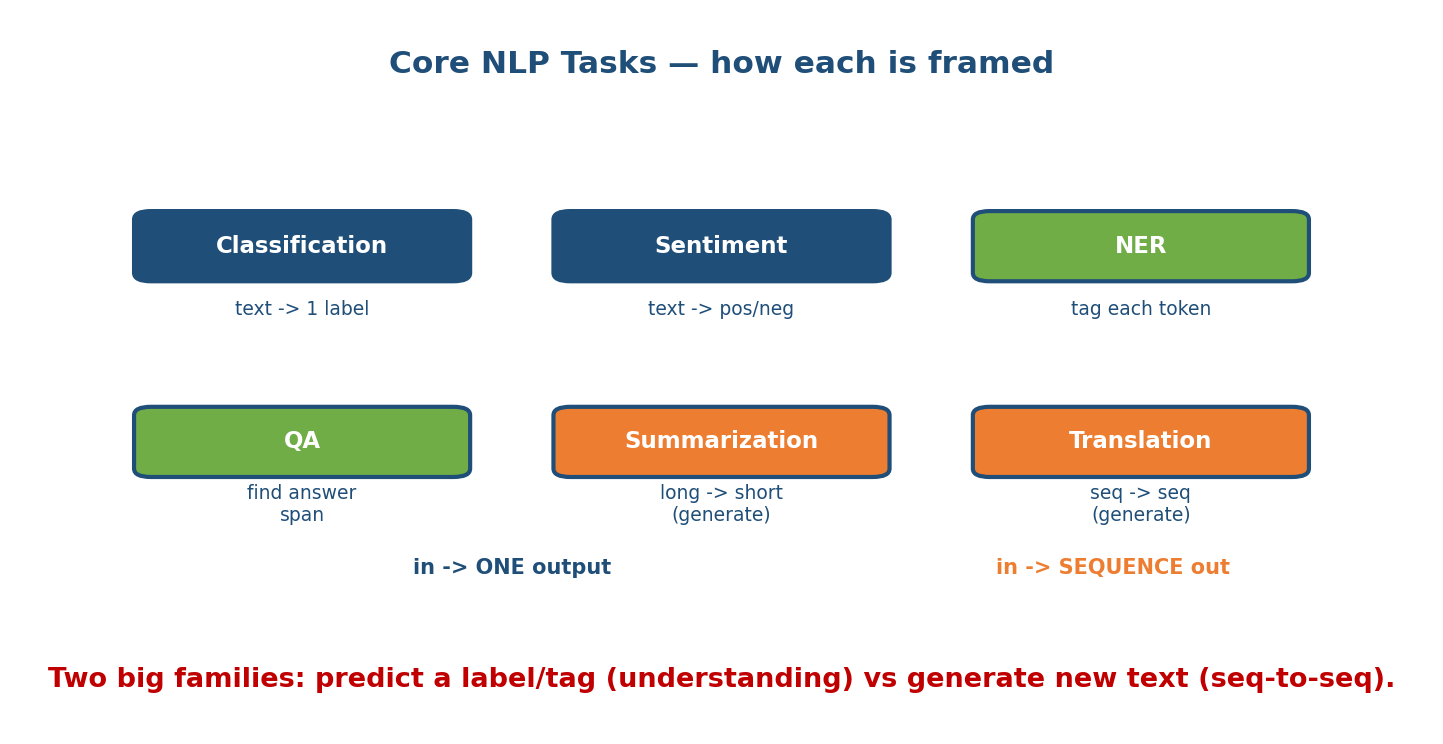 Core NLP Tasks — how each is framed
Classification
Sentiment
NER
text -> 1 label
text -> pos/neg
tag each token
QA
Summarization
Translation
find answer
span
long -> short
(generate)
seq -> seq
(generate)
in -> ONE output
in -> SEQUENCE out
Two big families: predict a label/tag (understanding) vs generate new text (seq-to-seq).